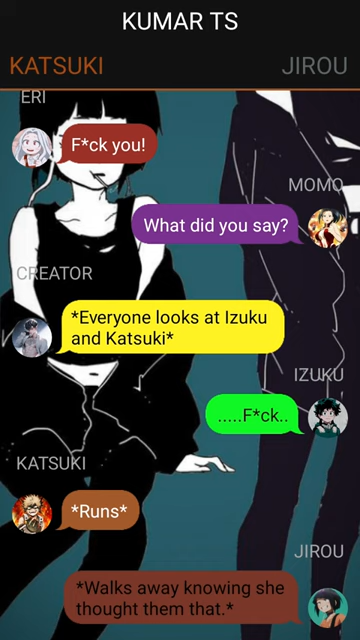 KUMAR TS
KATSUKI
JIROU
ERI
F*ck you!
MOMO
What did you say?
CREATOR
*Everyone looks at Izuku
and Katsuki*
IZUKU
.....F*ck..
KATSUKI
*Runs*
JIROU
*Walks away knowing she
thought them that.*